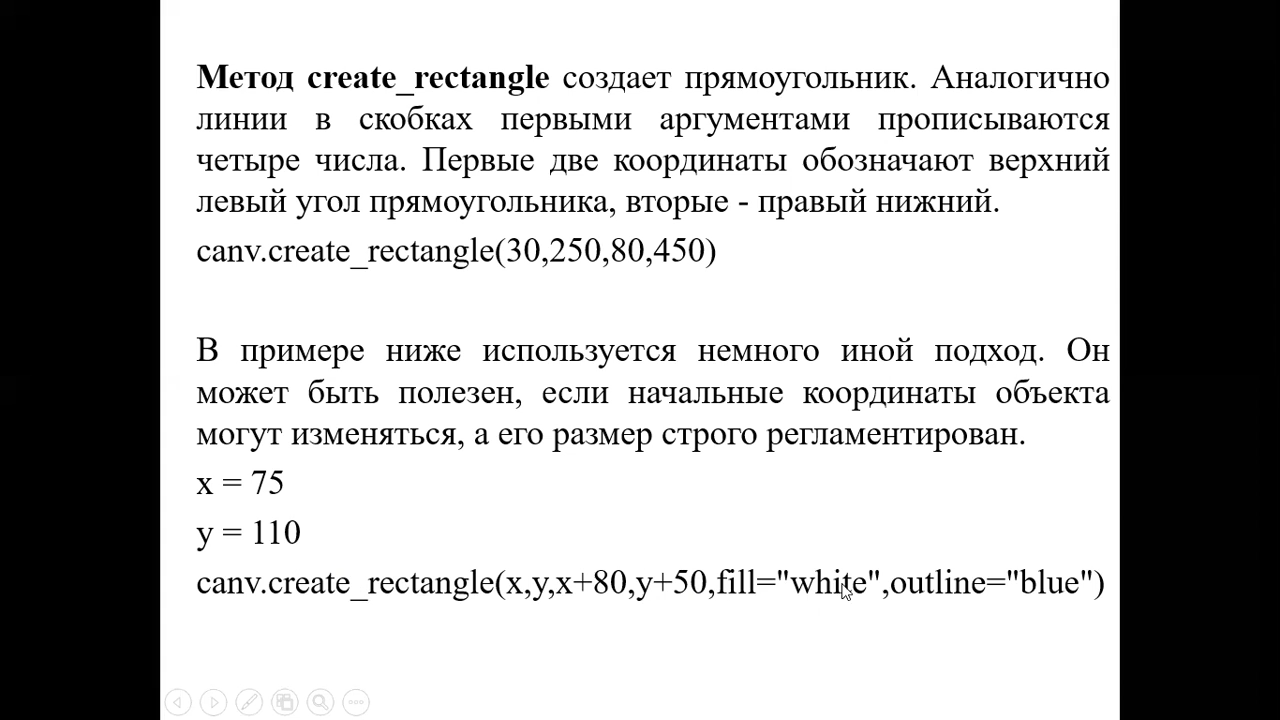 Метод create_rectangle создает прямоугольник. Аналогично
линии в скобках первыми аргументами прописываются
четыре числа. Первые две координаты обозначают верхний
левый угол прямоугольника, вторые - правый нижний.
canv.create_rectangle(30,250,80,450)
В примере ниже используется немного иной подход. Он
может быть полезен, если начальные координаты объекта
могут изменяться, а его размер строго регламентирован.
x = 75
y = 110
canv.create_rectangle(x,y,x+80,y+50,fill="white",outline="blue")